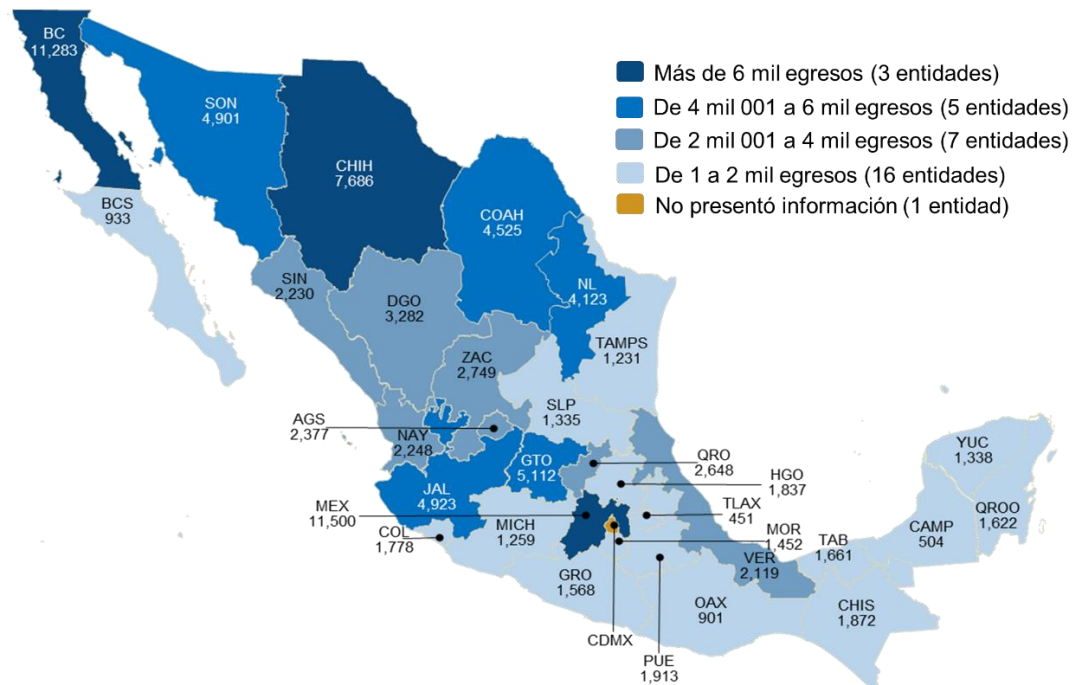 BC
11,283
SON
4,901
CHIH
7,686
BCS
933
COAH
4,525
SIN
2,230
DGO
3,282
NL
4,123
ZAC
2,749
TAMPS
1,231
AGS
2,377
NAY
2,248
SLP
1,335
GTO
5,112
QRO
2,648
HGO
1,837
JAL
4,923
MEX
11,500
COL
1,778
MICH
1,259
TLAX
451
MOR
1,452
VER
2,119
GRO
1,568
CDMX
PUE
1,913
OAX
901
TAB
1,661
CHIS
1,872
CAMP
504
YUC
1,338
QROO
1,622
Más de 6 mil egresos (3 entidades)
De 4 mil 001 a 6 mil egresos (5 entidades)
De 2 mil 001 a 4 mil egresos (7 entidades)
De 1 a 2 mil egresos (16 entidades)
No presentó información (1 entidad)